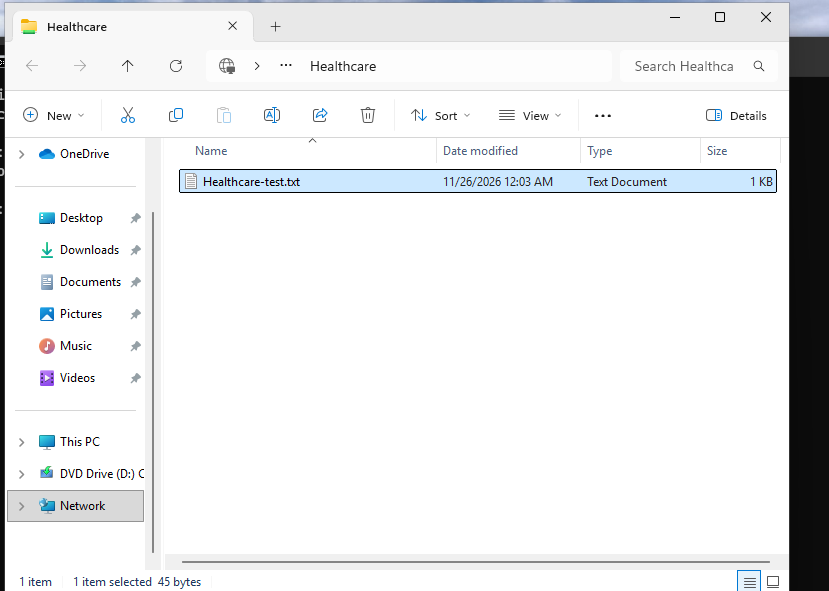 Healthcare
Healthcare
Search Healthca
New
Sort
View
Details
Name
Date modified
Type
Size
OneDrive
Healthcare-test.txt
11/26/2026 12:03 AM
Text Document
1 KB
Desktop
Downloads
Documents
Pictures
Music
Videos
This PC
DVD Drive (D:) C
Network
1 item
1 item selected 45 bytes